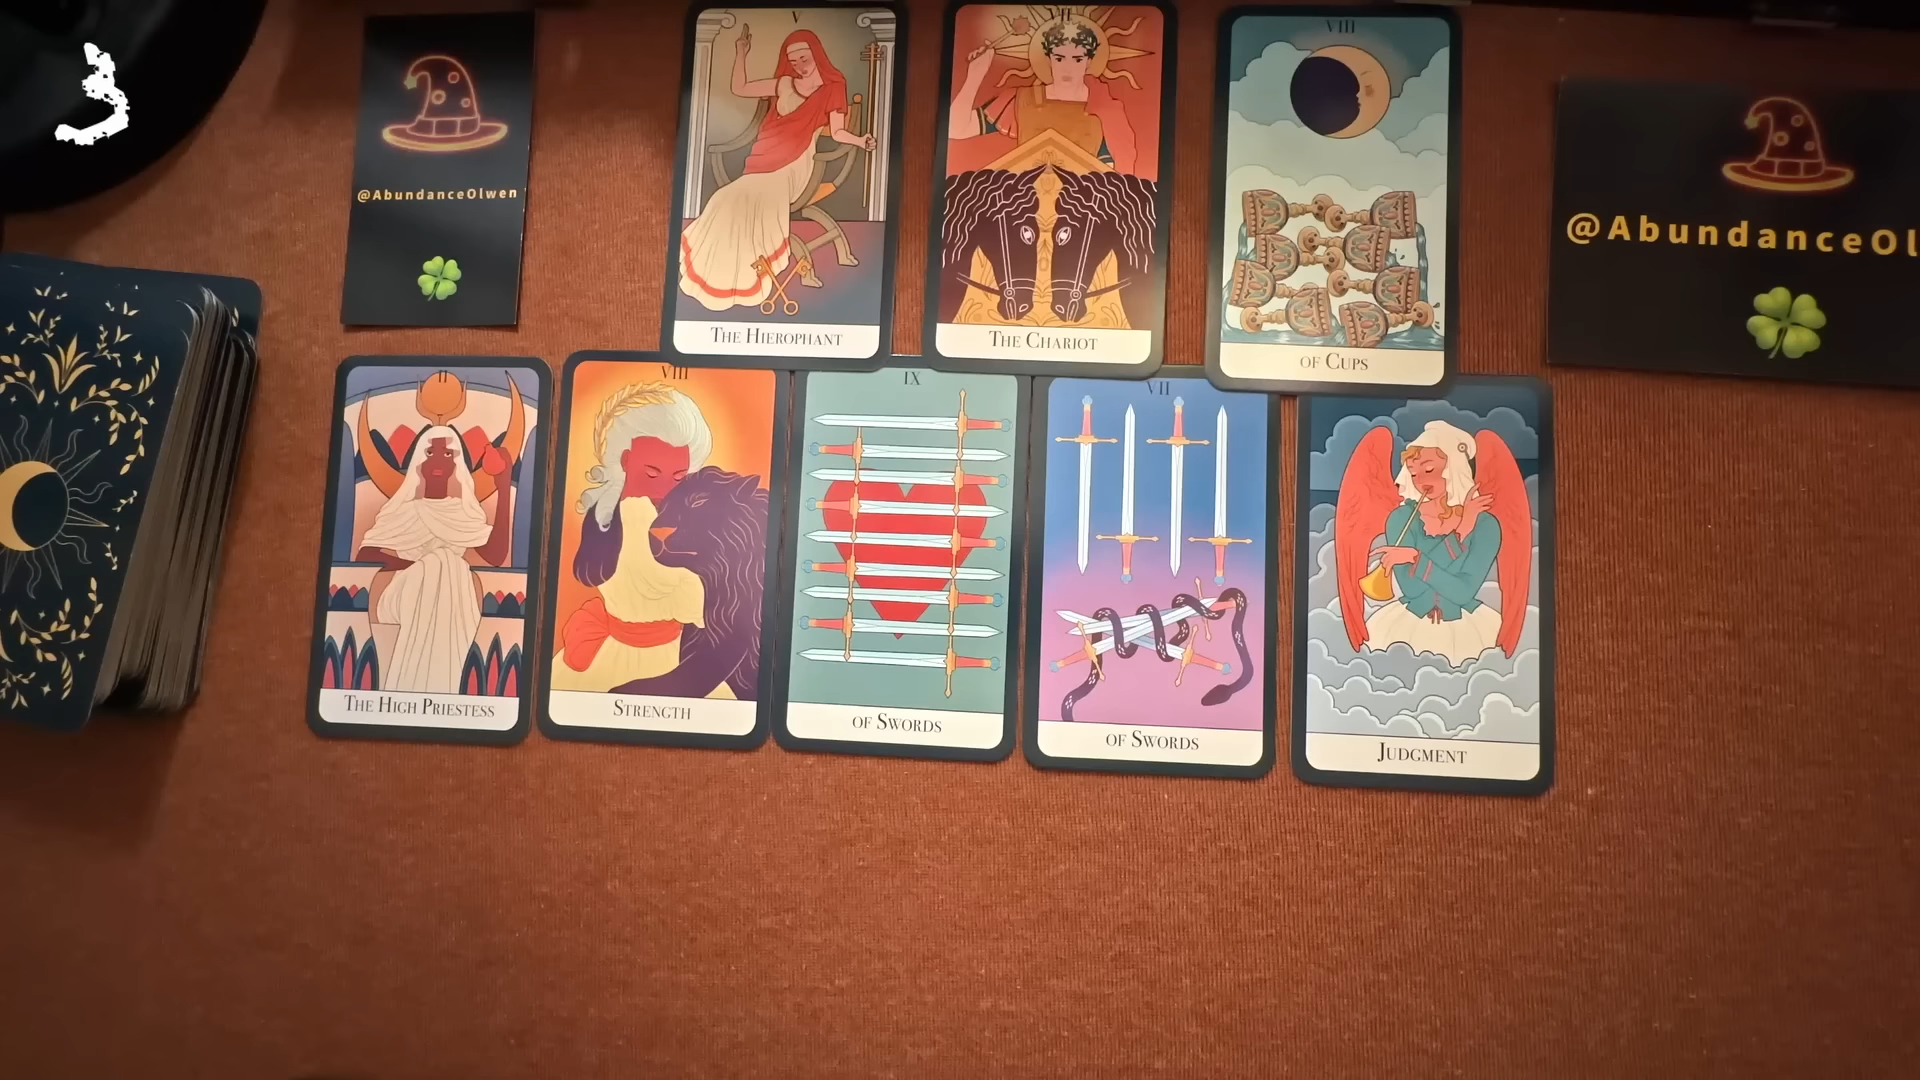 3
@AbundanceOlwen
V
THE HIEROPHANT
VII
THE CHARIOT
VIII
OF CUPS
@AbundanceOl
II
THE HIGH PRIESTESS
VIII
STRENGTH
IX
OF SWORDS
VII
OF SWORDS
JUDGMENT